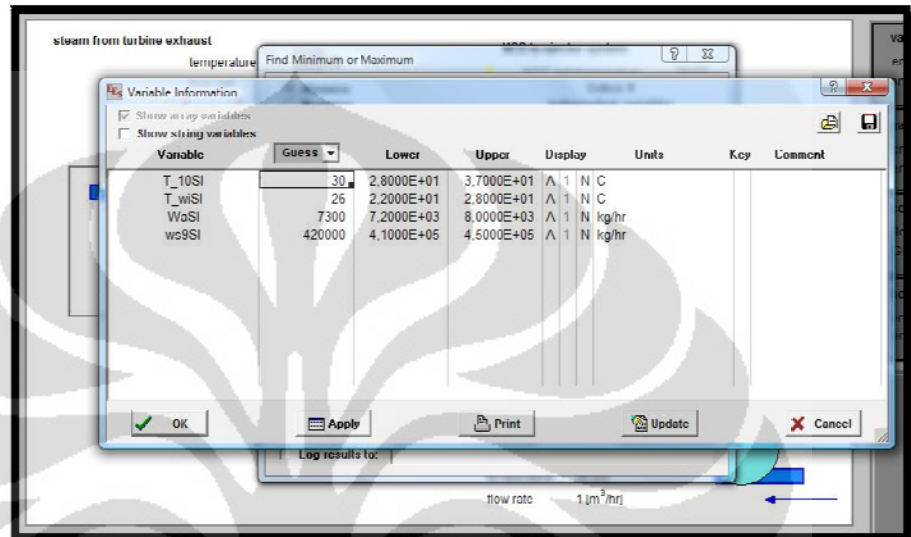 steam from turbine exhaust
temperature
Find Minimum or Maximum
Variable Information
Show array variables
Show string variables
Variable Guess Lower Upper Display Units Key Comment
T_10SI 30 2,8000E+01 3,7000E+01 A 1 N C
T_wiSI 26 2,2000E+01 2,8000E+01 A 1 N C
WaSI 7300 7,2000E+03 8,0000E+03 A 1 N kg/hr
ws9SI 420000 4,1000E+05 4,5000E+05 A 1 N kg/hr
OK Apply Print Update Cancel
Log results to:
flow rate 1 [m³/hr]